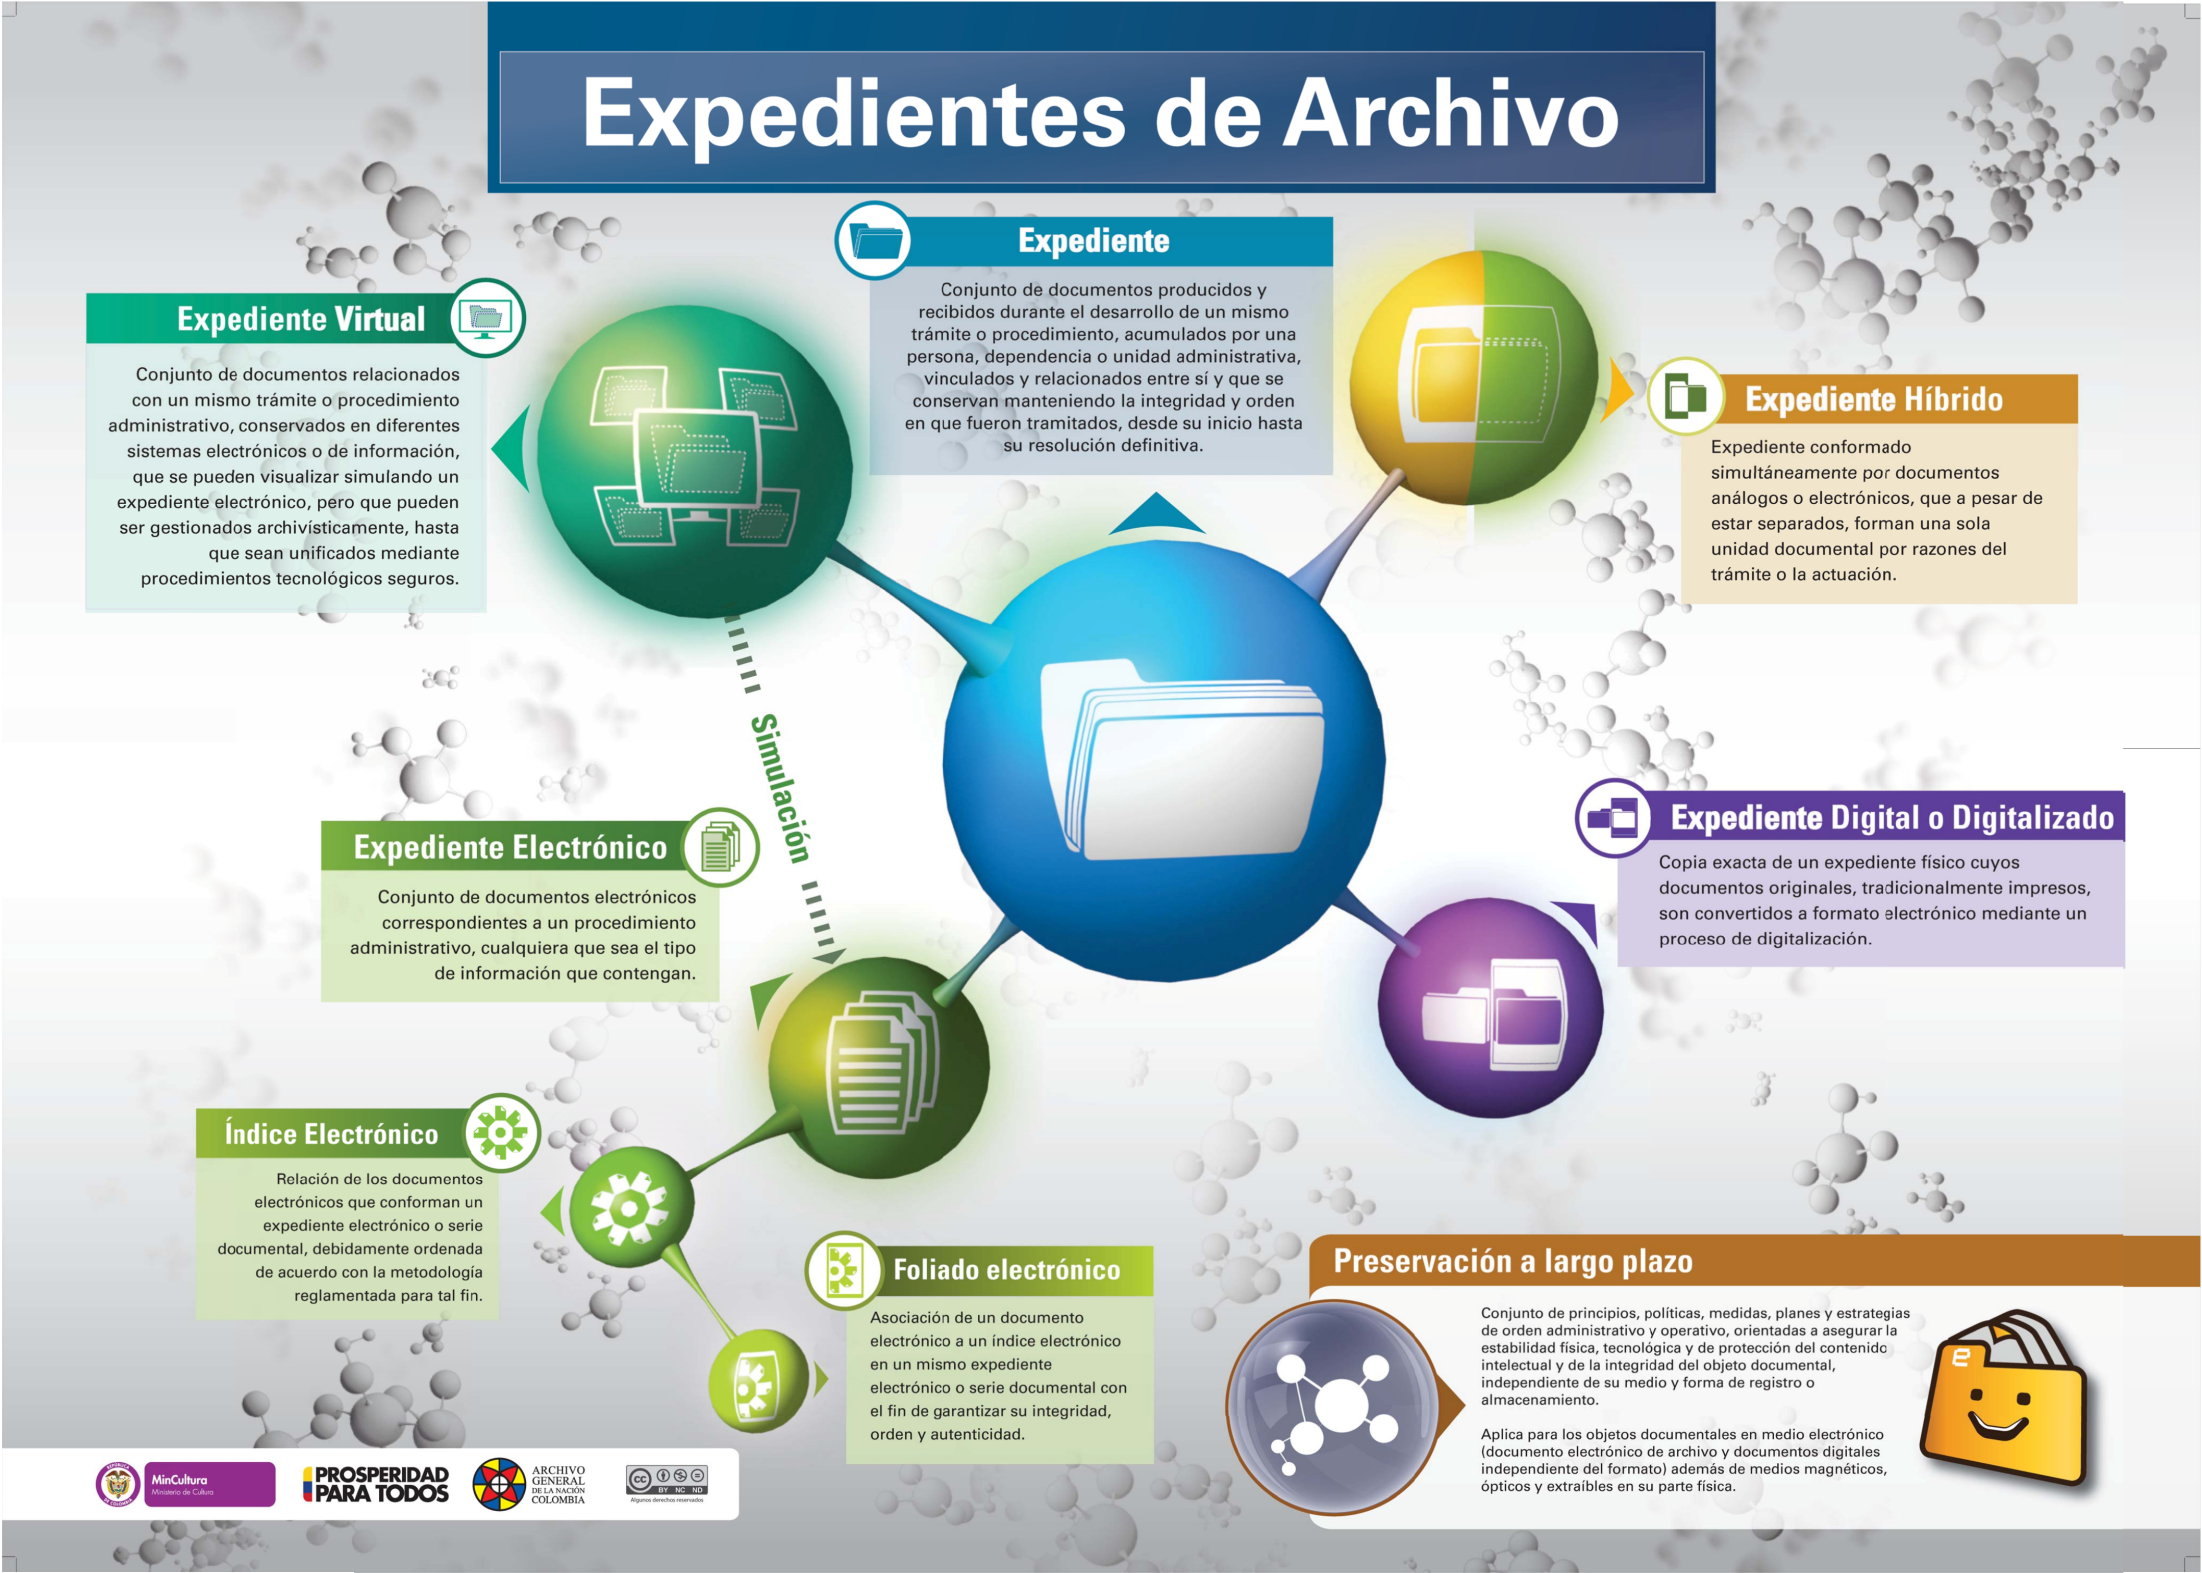 Expedientes de Archivo
Expediente
Conjunto de documentos producidos y
recibidos durante el desarrollo de un mismo
trámite o procedimiento, acumulados por una
persona, dependencia o unidad administrativa,
vinculados y relacionados entre sí y que se
conservan manteniendo la integridad y orden
en que fueron tramitados, desde su inicio hasta
su resolución definitiva.
Expediente Virtual
Conjunto de documentos relacionados
con un mismo trámite o procedimiento
administrativo, conservados en diferentes
sistemas electrónicos o de información,
que se pueden visualizar simulando un
expediente electrónico, pero que pueden
ser gestionados archivísticamente, hasta
que sean unificados mediante
procedimientos tecnológicos seguros.
Expediente Híbrido
Expediente conformado
simultáneamente por documentos
análogos o electrónicos, que a pesar de
estar separados, forman una sola
unidad documental por razones del
trámite o la actuación.
Simulación
Expediente Electrónico
Conjunto de documentos electrónicos
correspondientes a un procedimiento
administrativo, cualquiera que sea el tipo
de información que contengan.
Expediente Digital o Digitalizado
Copia exacta de un expediente físico cuyos
documentos originales, tradicionalmente impresos,
son convertidos a formato electrónico mediante un
proceso de digitalización.
Índice Electrónico
Relación de los documentos
electrónicos que conforman un
expediente electrónico o serie
documental, debidamente ordenada
de acuerdo con la metodología
reglamentada para tal fin.
Foliado electrónico
Asociación de un documento
electrónico a un índice electrónico
en un mismo expediente
electrónico o serie documental con
el fin de garantizar su integridad,
orden y autenticidad.
Preservación a largo plazo
Conjunto de principios, políticas, medidas, planes y estrategias
de orden administrativo y operativo, orientadas a asegurar la
estabilidad física, tecnológica y de protección del contenido
intelectual y de la integridad del objeto documental,
independiente de su medio y forma de registro o
almacenamiento.
Aplica para los objetos documentales en medio electrónico
(documento electrónico de archivo y documentos digitales
independiente del formato) además de medios magnéticos,
ópticos y extraíbles en su parte física.
e
MinCultura
Ministerio de Cultura
PROSPERIDAD
PARA TODOS
ARCHIVO
GENERAL
DE LA NACIÓN
COLOMBIA
cc
BY NC ND
Algunos derechos reservados